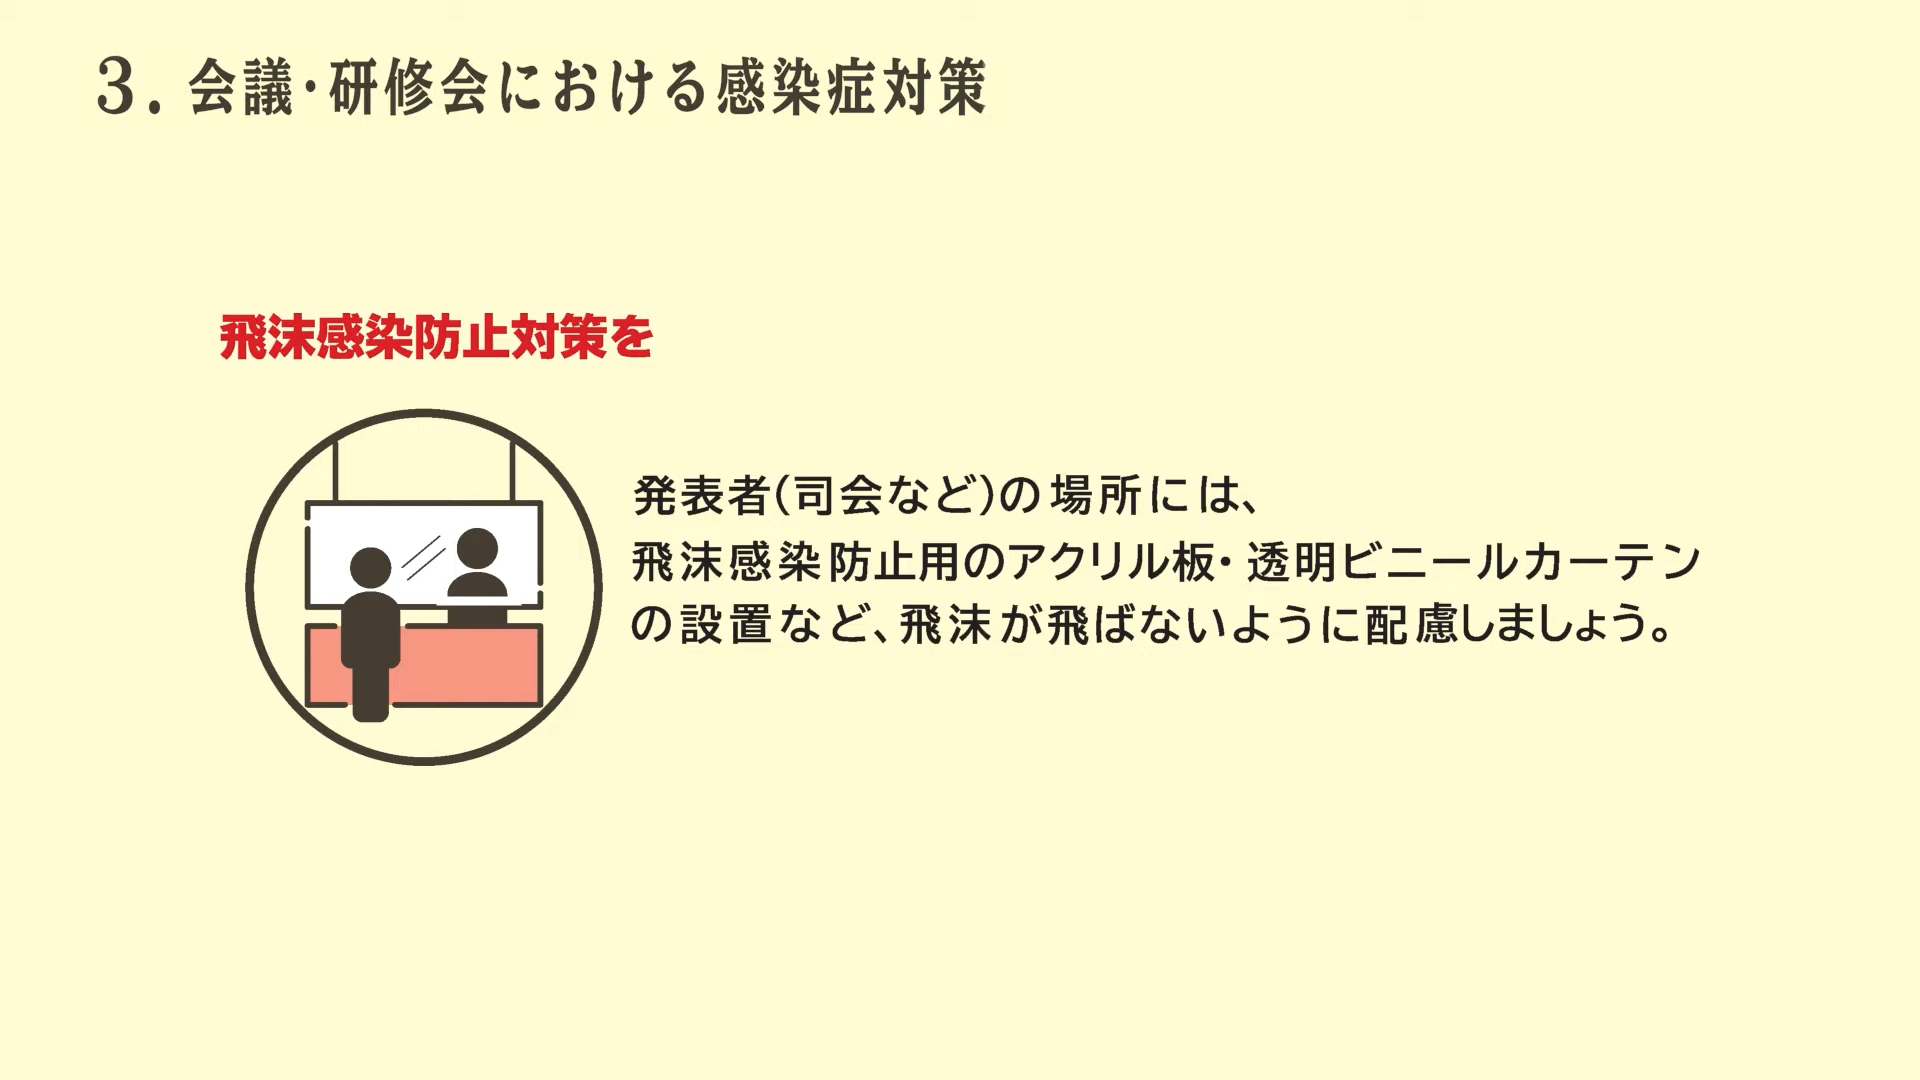 3. 会議・研修会における感染症対策
飛沫感染防止対策を
発表者(司会など)の場所には、
飛沫感染防止用のアクリル板・透明ビニールカーテン
の設置など、飛沫が飛ばないように配慮しましょう。